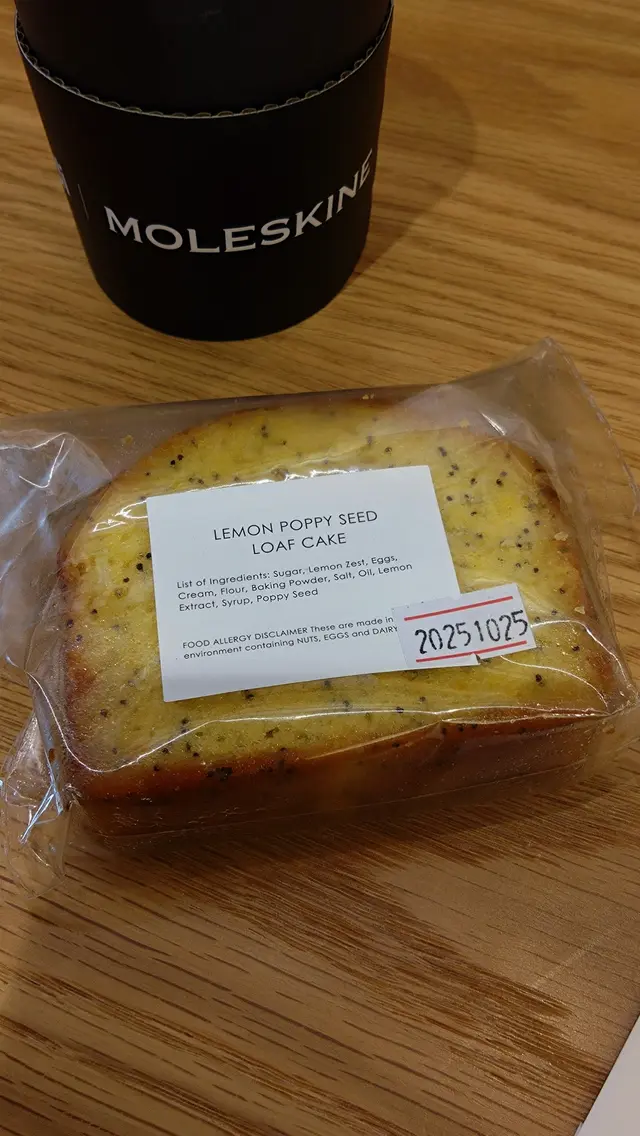 MOLESKINE
LEMON POPPY SEED
LOAF CAKE
List of Ingredients: Sugar, Lemon Zest, Eggs,
Cream, Flour, Baking Powder, Salt, Oil, Lemon
Extract, Syrup, Poppy Seed
FOOD ALLERGY DISCLAIMER These are made in
environment containing NUTS, EGGS and DAIRY
20251025